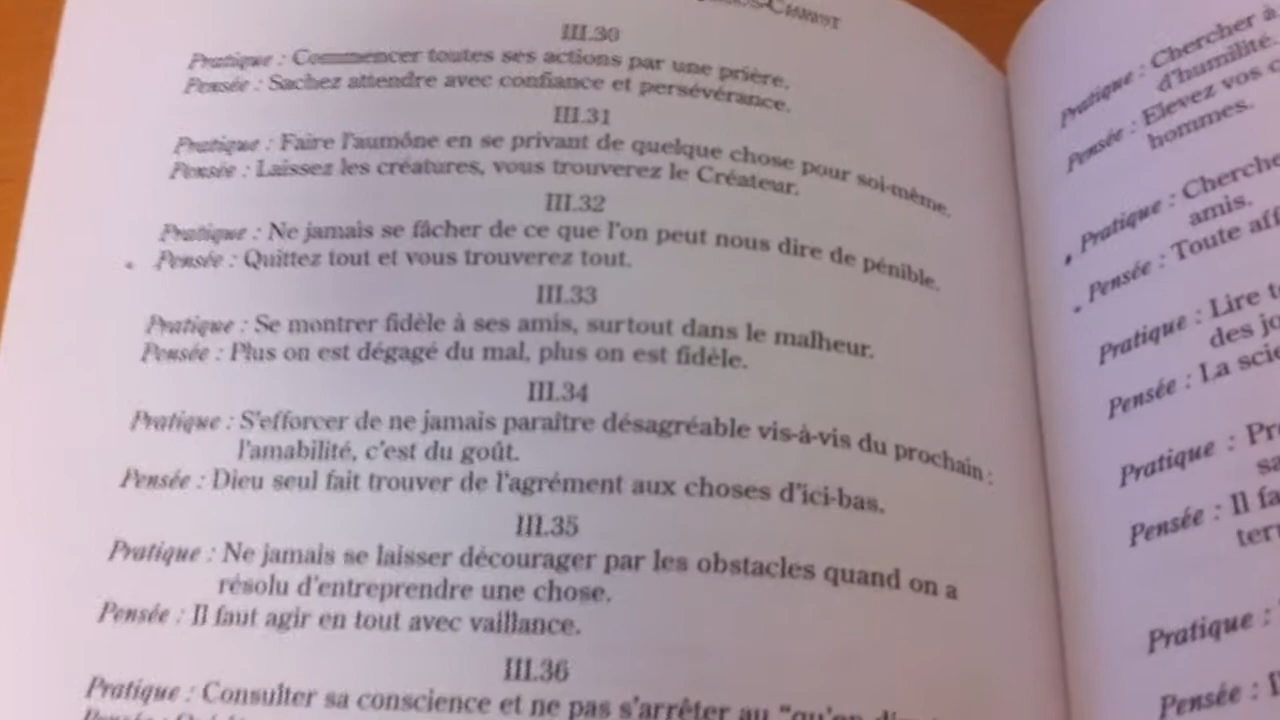 CHRIST
III.30
Pratique : Commencer toutes ses actions par une prière.
Pensée : Sachez attendre avec confiance et persévérance.
III.31
Pratique : Faire l'aumône en se privant de quelque chose pour soi-même.
Pensée : Laissez les créatures, vous trouverez le Créateur.
III.32
Pratique : Ne jamais se fâcher de ce que l'on peut nous dire de pénible.
Pensée : Quittez tout et vous trouverez tout.
III.33
Pratique : Se montrer fidèle à ses amis, surtout dans le malheur.
Pensée : Plus on est dégagé du mal, plus on est fidèle.
III.34
Pratique : S'efforcer de ne jamais paraître désagréable vis-à-vis du prochain :
l'amabilité, c'est du goût.
Pensée : Dieu seul fait trouver de l'agrément aux choses d'ici-bas.
III.35
Pratique : Ne jamais se laisser décourager par les obstacles quand on a
résolu d'entreprendre une chose.
Pensée : Il faut agir en tout avec vaillance.
III.36
Pratique : Consulter sa conscience et ne pas s'arrêter au "qu'en
Pensée :
Pratique : Chercher à
d'humilité.
Pensée : Elevez vos
hommes.
Pratique : Cherche
amis.
Pensée : Toute aff
Pratique : Lire
des jo
Pensée : La scie
Pratique : Pr
sa
Pensée : Il fa
terr
Pratique :
Pensée :